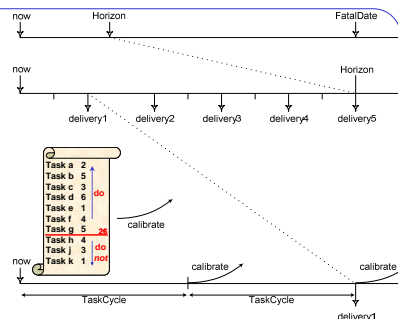 now Horizon FatalDate
now Horizon
delivery1 delivery2 delivery3 delivery4 delivery5
Task a 2
Task b 5
Task c 3
Task d 6
Task e 1
Task f 4
Task g 5 26
Task h 4
Task j 3
Task k 1
do
do
not
calibrate
now calibrate calibrate
TaskCycle TaskCycle
delivery1